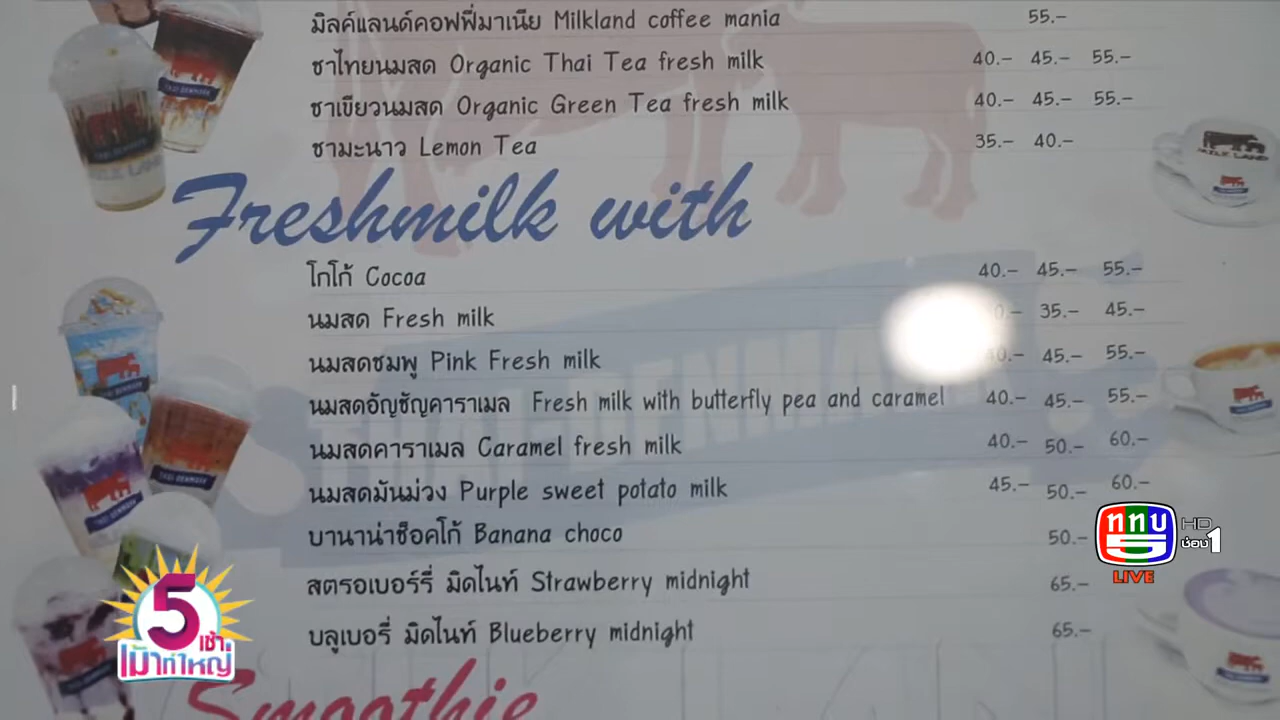 มิลค์แลนด์คอฟฟี่มาเนีย Milkland coffee mania 55.-
ชาไทยนมสด Organic Thai Tea fresh milk 40.- 45.- 55.-
ชาเขียวนมสด Organic Green Tea fresh milk 40.- 45.- 55.-
ชามะนาว Lemon Tea 35.- 40.-
Freshmilk with
โกโก้ Cocoa 40.- 45.- 55.-
นมสด Fresh milk 35.- 45.-
นมสดชมพู Pink Fresh milk 45.- 55.-
นมสดอัญชัญคาราเมล Fresh milk with butterfly pea and caramel 40.- 45.- 55.-
นมสดคาราเมล Caramel fresh milk 40.- 50.- 60.-
นมสดมันม่วง Purple sweet potato milk 45.- 50.- 60.-
บานาน่าช็อคโก้ Banana choco 50.-
สตรอเบอร์รี่ มิดไนท์ Strawberry midnight 65.-
บลูเบอรี่ มิดไนท์ Blueberry midnight 65.-
Smoothie
THAI-DENMARK
ททบ 5 HD ช่อง 1
LIVE
5 เช้านี้